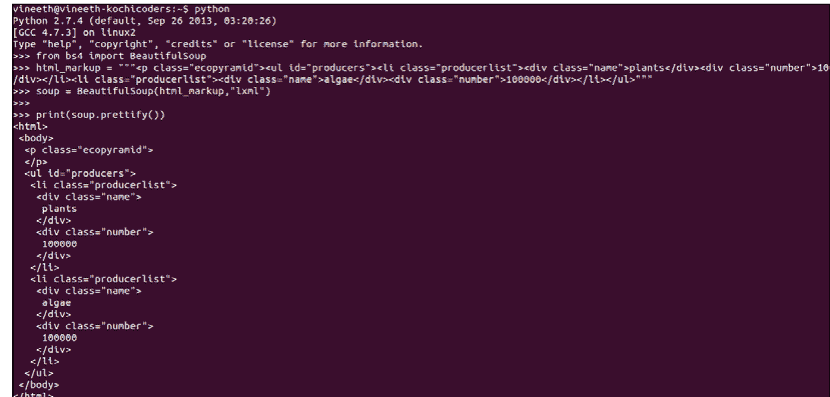 vineeth@vineeth-kochicoders:~$ python
Python 2.7.4 (default, Sep 26 2013, 03:20:26)
[GCC 4.7.3] on linux2
Type "help", "copyright", "credits" or "license" for more information.
>>> from bs4 import BeautifulSoup
>>> html_markup = """<p class="ecopyramid"><ul id="producers"><li class="producerlist"><div class="name">plants</div><div class="number">10
/div></li><li class="producerlist"><div class="name">algae</div><div class="number">100000</div></li></ul>"""
>>> soup = BeautifulSoup(html_markup,"lxml")
>>>
>>> print(soup.prettify())
<html>
 <body>
  <p class="ecopyramid">
  </p>
  <ul id="producers">
   <li class="producerlist">
    <div class="name">
     plants
    </div>
    <div class="number">
     100000
    </div>
   </li>
   <li class="producerlist">
    <div class="name">
     algae
    </div>
    <div class="number">
     100000
    </div>
   </li>
  </ul>
 </body>
</html>